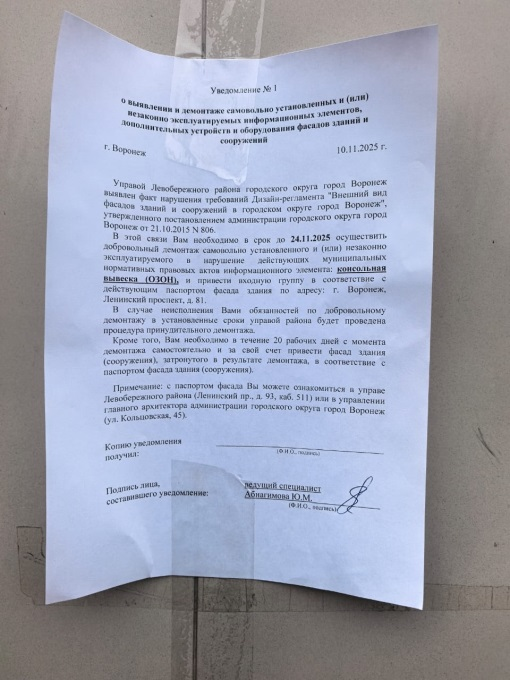 Уведомление № 1
о выявлении и демонтаже самовольно установленных и (или)
незаконно эксплуатируемых информационных элементов,
дополнительных устройств и оборудования фасадов зданий и
сооружений
г. Воронеж 10.11.2025 г.
Управой Левобережного района городского округа город Воронеж
выявлен факт нарушения требований Дизайн-регламента "Внешний вид
фасадов зданий и сооружений в городском округе город Воронеж",
утвержденного постановлением администрации городского округа город
Воронеж от 21.10.2015 N 806.
В этой связи Вам необходимо в срок до 24.11.2025 осуществить
добровольный демонтаж самовольно установленного и (или) незаконно
эксплуатируемого в нарушение действующих муниципальных
нормативных правовых актов информационного элемента: консольная
вывеска (ОЗОН), и привести входную группу в соответствие с
действующим паспортом фасада здания по адресу: г. Воронеж,
Ленинский проспект, д. 81.
В случае неисполнения Вами обязанностей по добровольному
демонтажу в установленные сроки управой района будет проведена
процедура принудительного демонтажа.
Кроме того, Вам необходимо в течение 20 рабочих дней с момента
демонтажа самостоятельно и за свой счет привести фасад здания
(сооружения), затронутого в результате демонтажа, в соответствие с
паспортом фасада здания (сооружения).
Примечание: с паспортом фасада Вы можете ознакомиться в управе
Левобережного района (Ленинский пр., д. 93, каб. 511) или в управлении
главного архитектора администрации городского округа город Воронеж
(ул. Кольцовская, 45).
Копию уведомления
получил:
(Ф.И.О., подпись)
Подпись лица,
составившего уведомление:
ведущий специалист
Абнагимова Ю.М.
(Ф.И.О., подпись)